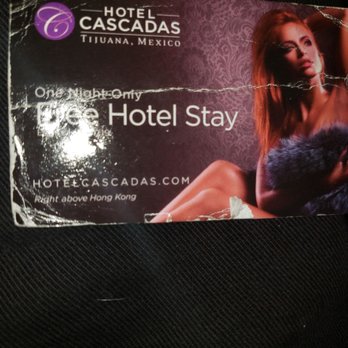 HOTEL
CASCADAS
TIJUANA, MEXICO
One Night Only
Free Hotel Stay
HOTELCASCADAS.COM
Right above Hong Kong